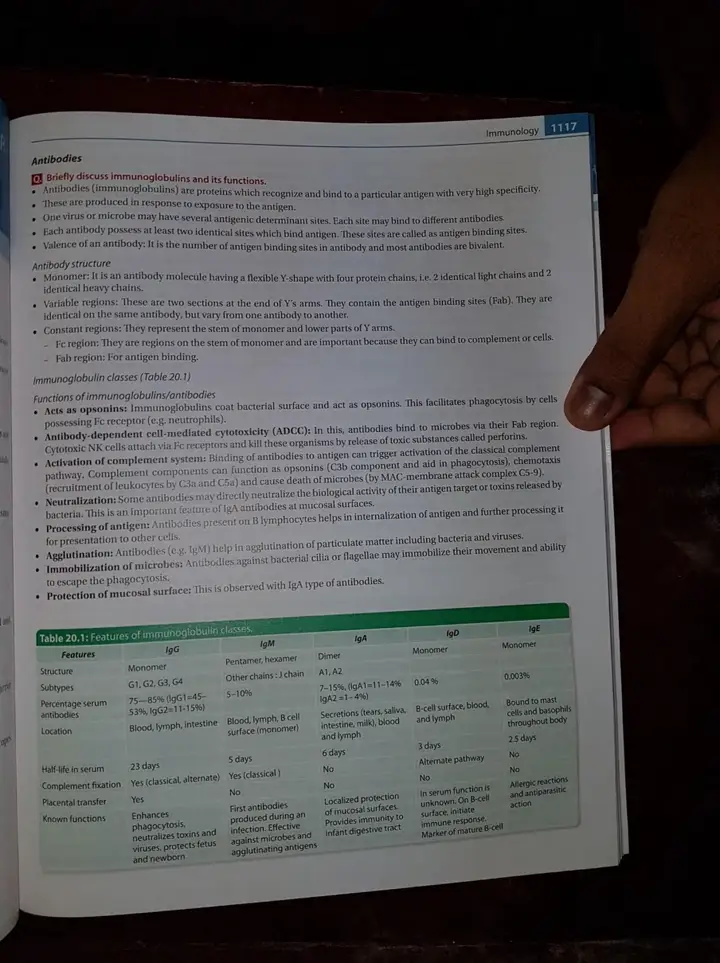 Immunology 1117
Antibodies
Q. Briefly discuss immunoglobulins and its functions.
• Antibodies (immunoglobulins) are proteins which recognize and bind to a particular antigen with very high specificity.
• These are produced in response to exposure to the antigen.
• One virus or microbe may have several antigenic determinant sites. Each site may bind to different antibodies
• Each antibody possess at least two identical sites which bind antigen. These sites are called as antigen binding sites.
• Valence of an antibody: It is the number of antigen binding sites in antibody and most antibodies are bivalent.
Antibody structure
• Monomer: It is an antibody molecule having a flexible Y-shape with four protein chains, i.e. 2 identical light chains and 2
identical heavy chains.
• Variable regions: These are two sections at the end of Y's arms. They contain the antigen binding sites (Fab). They are
identical on the same antibody, but vary from one antibody to another.
• Constant regions: They represent the stem of monomer and lower parts of Y arms.
– Fc region: They are regions on the stem of monomer and are important because they can bind to complement or cells.
– Fab region: For antigen binding.
Immunoglobulin classes (Table 20.1)
Functions of immunoglobulins/antibodies
• Acts as opsonins: Immunoglobulins coat bacterial surface and act as opsonins. This facilitates phagocytosis by cells
possessing Fc receptor (e.g. neutrophils).
• Antibody-dependent cell-mediated cytotoxicity (ADCC): In this, antibodies bind to microbes via their Fab region.
Cytotoxic NK cells attach via Fc receptors and kill these organisms by release of toxic substances called perforins.
• Activation of complement system: Binding of antibodies to antigen can trigger activation of the classical complement
pathway. Complement components can function as opsonins (C3b component and aid in phagocytosis), chemotaxis
(recruitment of leukocytes by C3a and C5a) and cause death of microbes (by MAC-membrane attack complex C5-9).
• Neutralization: Some antibodies may directly neutralize the biological activity of their antigen target or toxins released by
bacteria. This is an important feature of IgA antibodies at mucosal surfaces.
• Processing of antigen: Antibodies present on B lymphocytes helps in internalization of antigen and further processing it
for presentation to other cells.
• Agglutination: Antibodies (e.g. IgM) help in agglutination of particulate matter including bacteria and viruses.
• Immobilization of microbes: Antibodies against bacterial cilia or flagellae may immobilize their movement and ability
to escape the phagocytosis.
• Protection of mucosal surface: This is observed with IgA type of antibodies.
Table 20.1: Features of immunoglobulin classes.
Features IgG IgM IgA IgD IgE
Structure Monomer Pentamer, hexamer Dimer Monomer Monomer
Other chains : J chain
Subtypes G1, G2, G3, G4 A1, A2
Percentage serum 75—85% (IgG1=45– 5–10% 7–15%, (IgA1=11–14% 0.04 % 0.003%
antibodies 53%, IgG2=11-15%) IgA2 =1– 4%)
Location Blood, lymph, intestine Blood, lymph, B cell Secretions (tears, saliva, B-cell surface, blood, Bound to mast
surface (monomer) intestine, milk), blood and lymph cells and basophils
and lymph throughout body
Half-life in serum 23 days 5 days 6 days 3 days 2.5 days
Complement fixation Yes (classical, alternate) Yes (classical ) No Alternate pathway No
Placental transfer Yes No No No No
Known functions Enhances First antibodies Localized protection In serum function is Allergic reactions
phagocytosis, produced during an of mucosal surfaces. unknown. On B-cell and antiparasitic
neutralizes toxins and infection. Effective Provides immunity to surface, initiate action
viruses, protects fetus against microbes and Infant digestive tract immune response.
and newborn agglutinating antigens Marker of mature B-cell